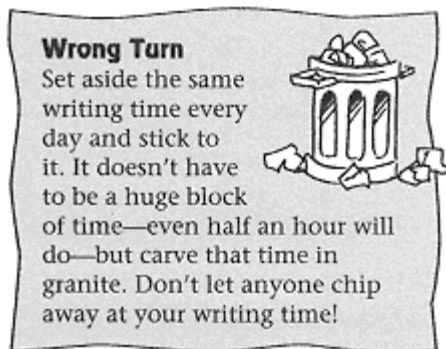 Wrong Turn
Set aside the same
writing time every
day and stick to
it. It doesn't have
to be a huge block
of time—even half an hour will
do—but carve that time in
granite. Don't let anyone chip
away at your writing time!